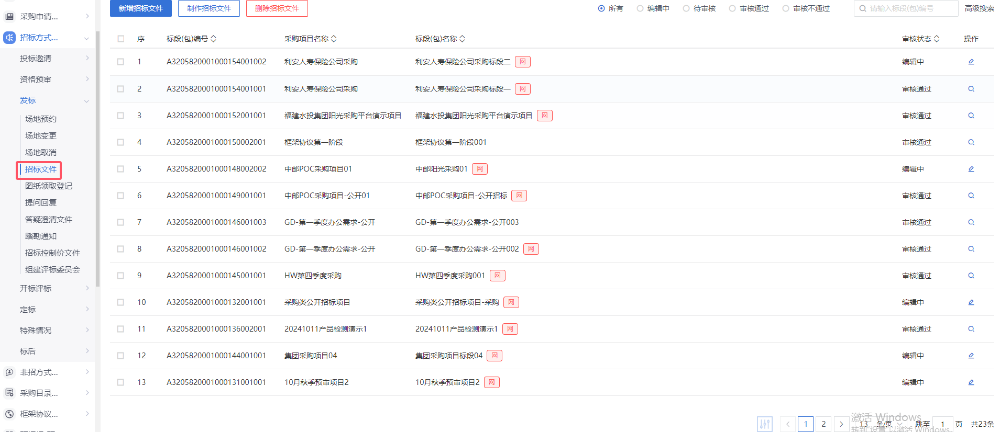 新增招标文件 制作招标文件 删除招标文件 所有 编辑中 待审核 审核通过 审核不通过 请输入标段(包)编号 高级搜索
采购申请...
招标方式...
投标邀请
资格预审
发标
场地预约
场地变更
场地取消
招标文件
图纸领取登记
提问回复
答疑澄清文件
踏勘通知
招标控制价文件
组建评标委员会
开标评标
定标
特殊情况
标后
非招方式...
采购目录...
框架协议...
序 标段(包)编号 采购项目名称 标段(包)名称 审核状态 操作
1 A3205820001000154001002 利安人寿保险公司采购 利安人寿保险公司采购标段二 网 编辑中
2 A3205820001000154001001 利安人寿保险公司采购 利安人寿保险公司采购标段一 网 审核通过
3 A3205820001000152001001 福建水投集团阳光采购平台演示项目 福建水投集团阳光采购平台演示项目 网 审核通过
4 A3205820001000150002001 框架协议第一阶段 框架协议第一阶段001 审核通过
5 A3205820001000148002002 中邮POC采购项目01 中邮阳光采购01 网 编辑中
6 A3205820001000149001001 中邮POC采购项目-公开01 中邮POC采购项目-公开招标 网 审核通过
7 A3205820001000146001003 GD-第一季度办公需求-公开 GD-第一季度办公需求-公开003 审核通过
8 A3205820001000146001002 GD-第一季度办公需求-公开 GD-第一季度办公需求-公开002 网 审核通过
9 A3205820001000145001001 HW第四季度采购 HW第四季度采购001 网 审核通过
10 A3205820001000132001001 采购类公开招标项目 采购类公开招标项目-采购 网 编辑中
11 A3205820001000136002001 20241011产品检测演示1 20241011产品检测演示1 网 审核通过
12 A3205820001000144001001 集团采购项目04 集团采购项目标段04 网 编辑中
13 A3205820001000131001001 10月秋季预审项目2 10月秋季预审项目2 网 编辑中
1 2 13 条/页 跳至 1 页 共23条
激活 Windows
转到"设置"以激活 Windows。